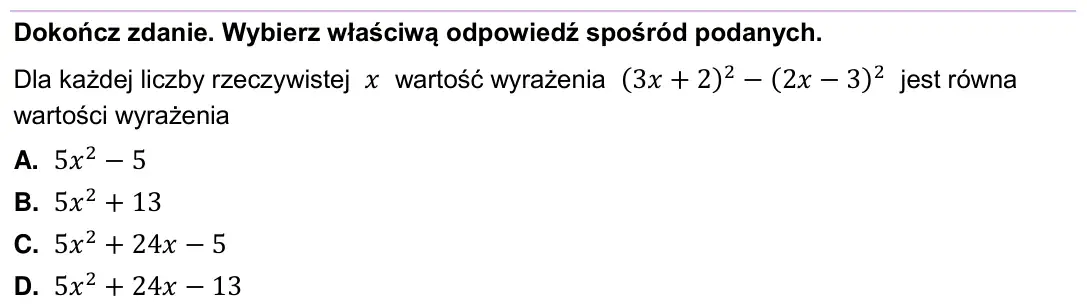 Dokończ zdanie. Wybierz właściwą odpowiedź spośród podanych.
Dla każdej liczby rzeczywistej x wartość wyrażenia (3x + 2)² − (2x − 3)² jest równa
wartości wyrażenia
A. 5x² − 5
B. 5x² + 13
C. 5x² + 24x − 5
D. 5x² + 24x − 13